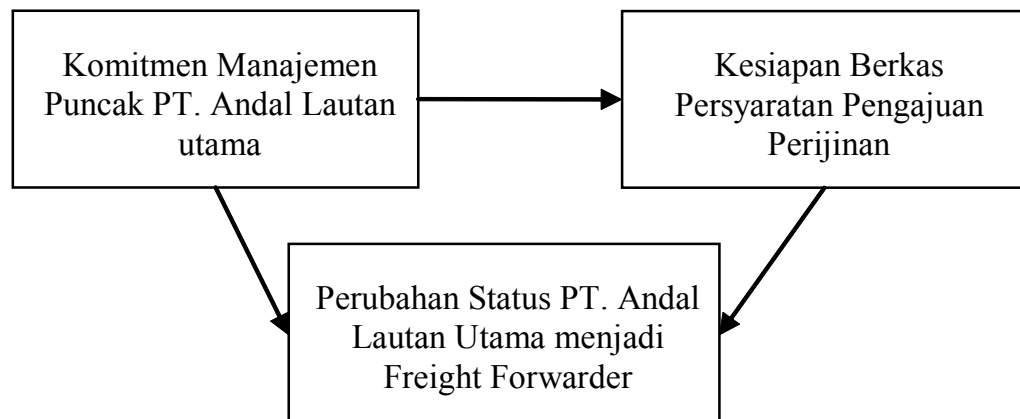 Komitmen Manajemen
Puncak PT. Andal Lautan
utama
Kesiapan Berkas
Persyaratan Pengajuan
Perijinan
Perubahan Status PT. Andal
Lautan Utama menjadi
Freight Forwarder